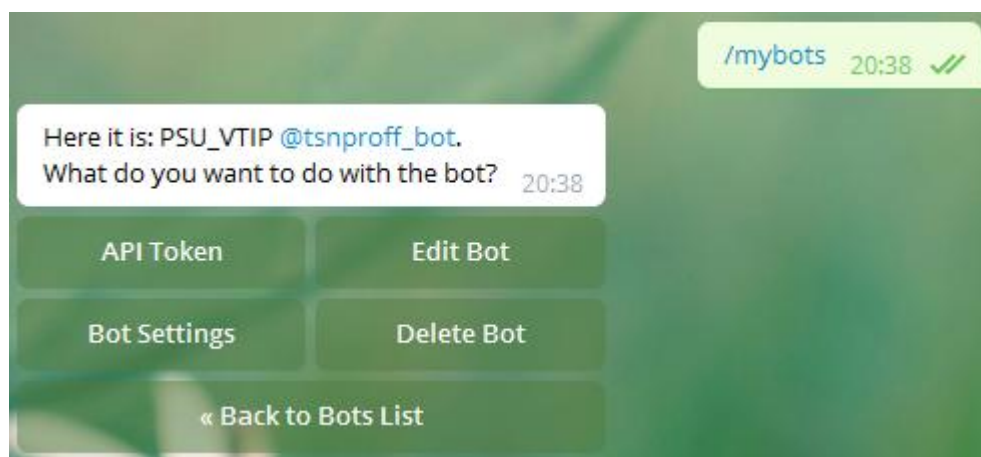 /mybots 20:38
Here it is: PSU_VTIP @tsnproff_bot.
What do you want to do with the bot? 20:38
API Token
Edit Bot
Bot Settings
Delete Bot
« Back to Bots List